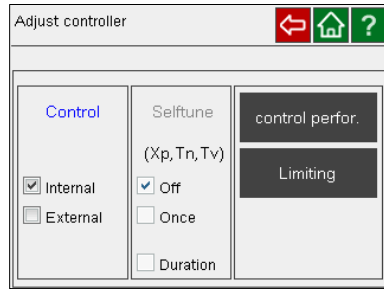 Adjust controller
?
Control
Internal
External
Selftune
(Xp,Tn,Tv)
Off
Once
Duration
control perfor.
Limiting